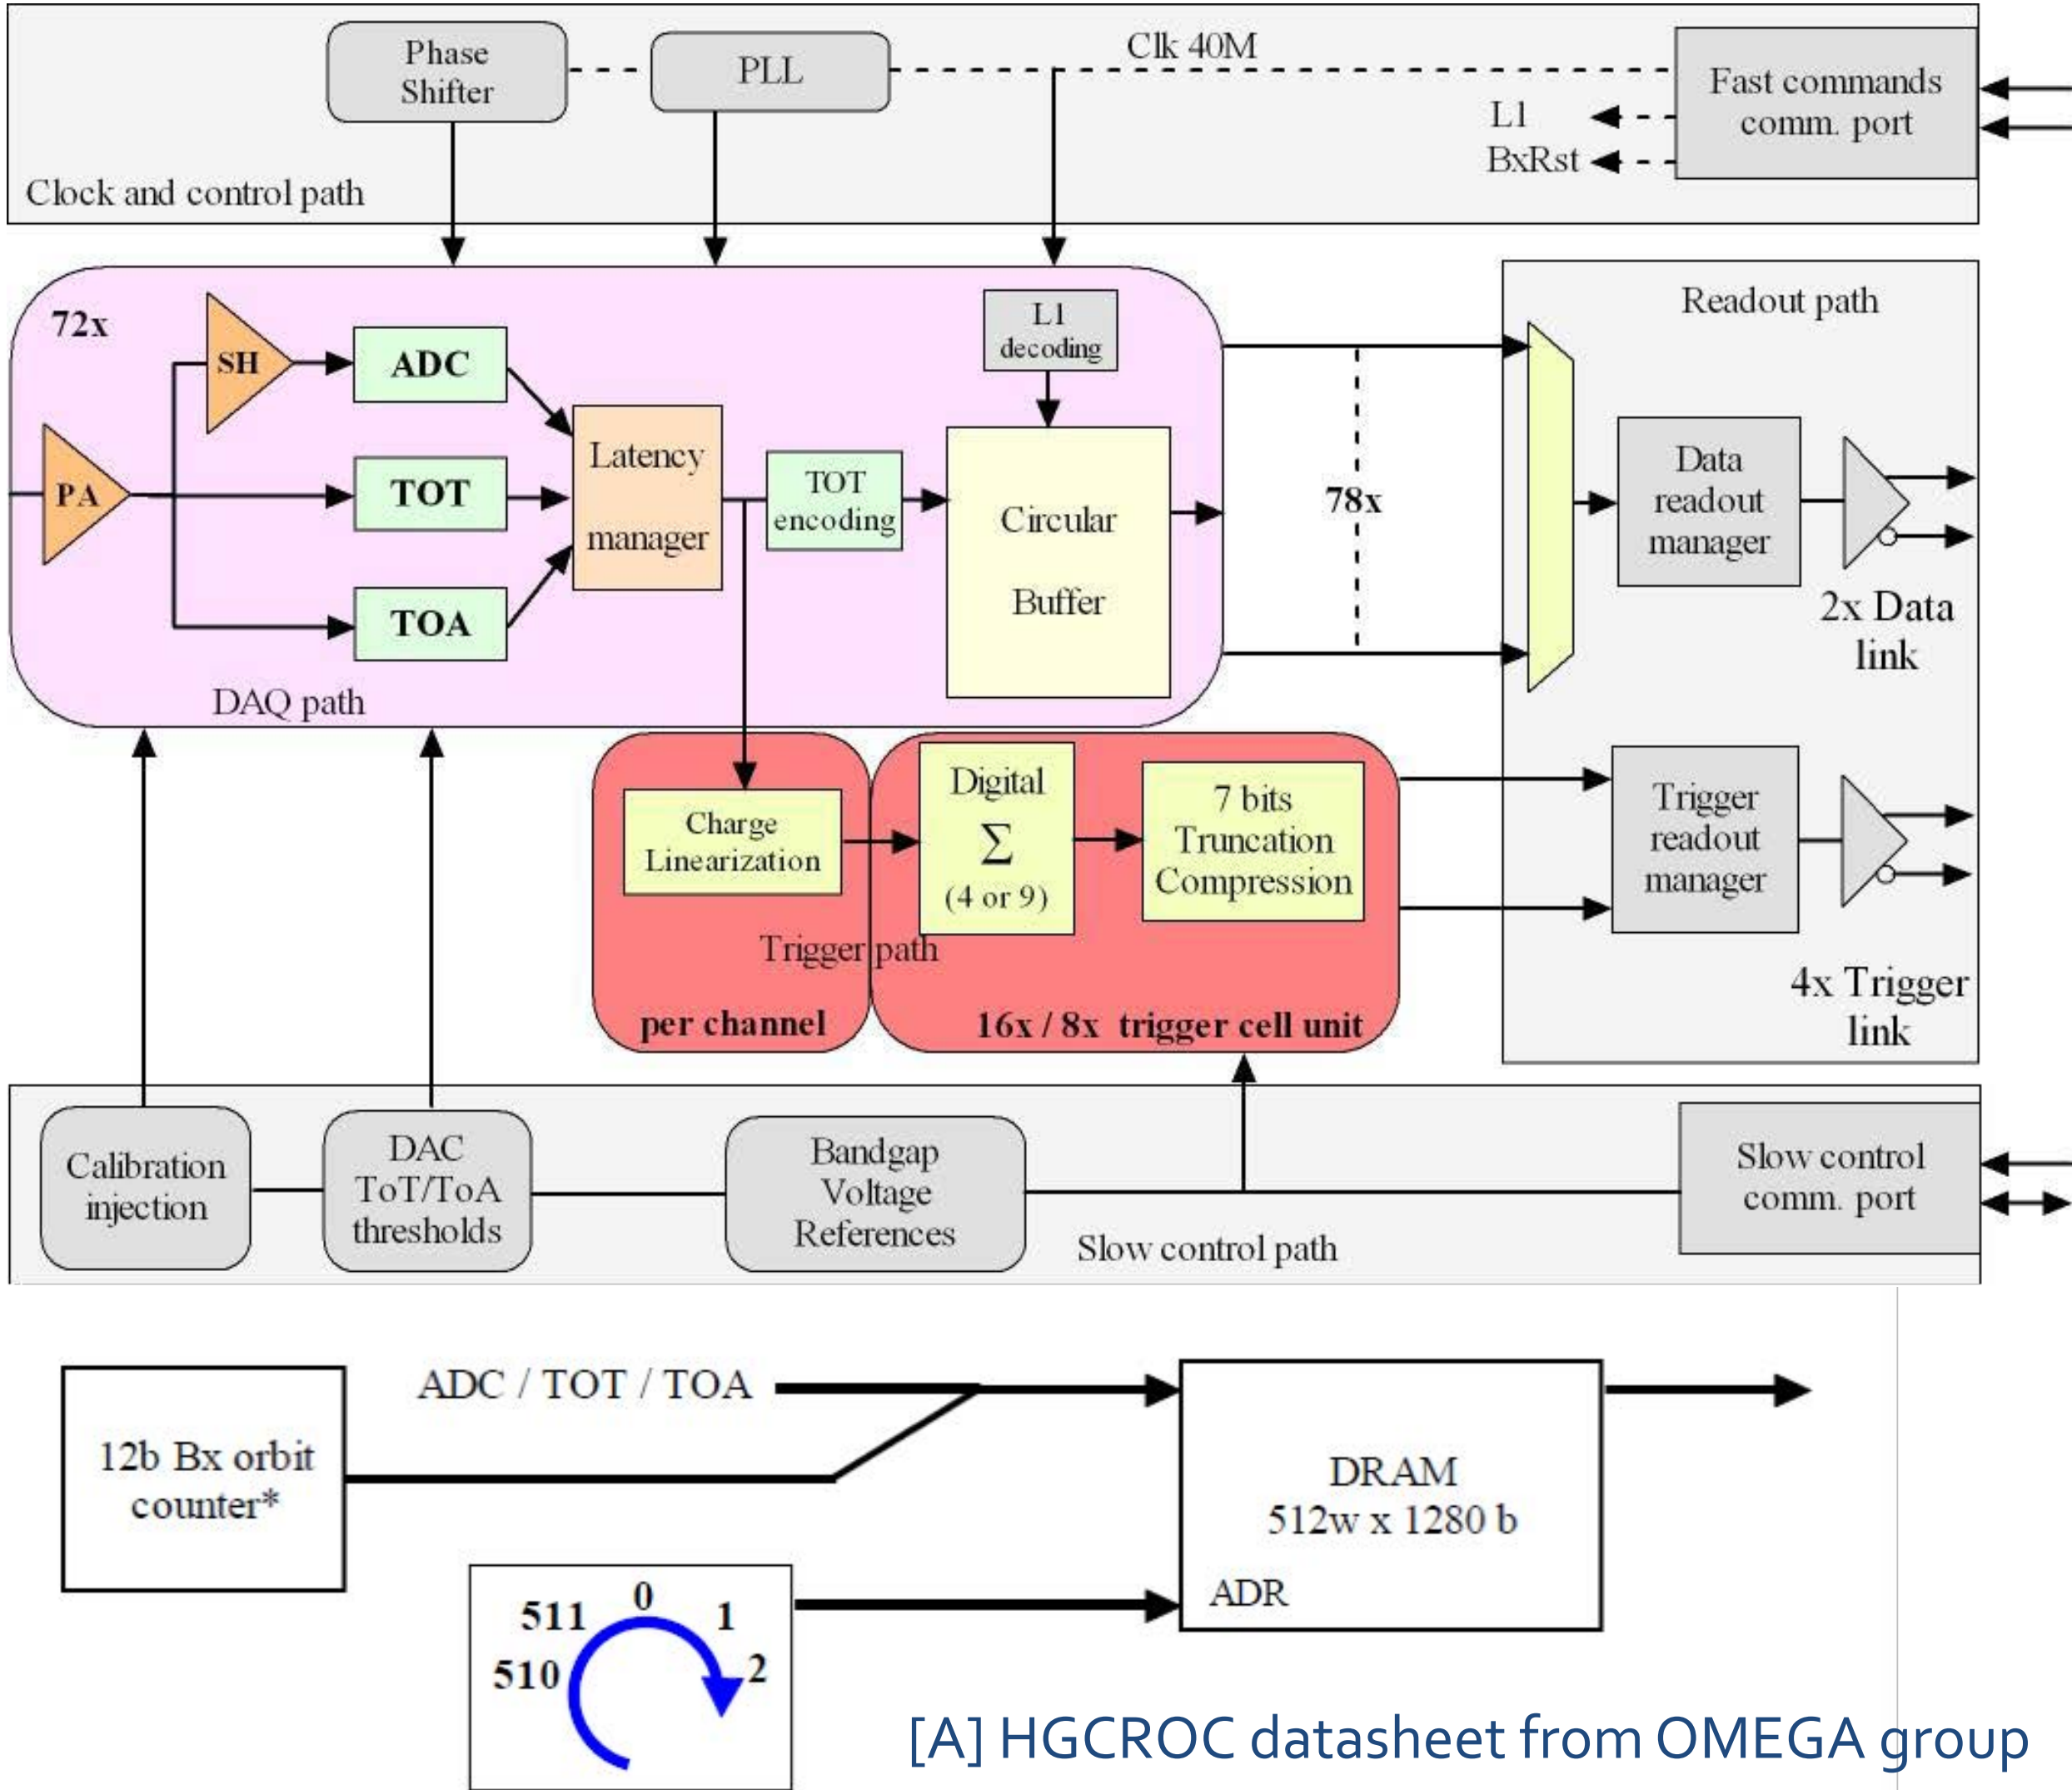 Phase
Shifter
PLL
Clk 40M
Fast commands
comm. port
L1
BxRst
Clock and control path
72x
SH
ADC
PA
TOT
TOA
Latency
manager
TOT
encoding
L1
decoding
Circular
Buffer
DAQ path
78x
Readout path
Data
readout
manager
2x Data
link
Charge
Linearization
Digital
Σ
(4 or 9)
7 bits
Truncation
Compression
Trigger path
per channel
16x / 8x trigger cell unit
Trigger
readout
manager
4x Trigger
link
Calibration
injection
DAC
ToT/ToA
thresholds
Bandgap
Voltage
References
Slow control path
Slow control
comm. port
12b Bx orbit
counter*
ADC / TOT / TOA
DRAM
512w x 1280 b
ADR
510
511
0
1
2
[A] HGCROC datasheet from OMEGA group